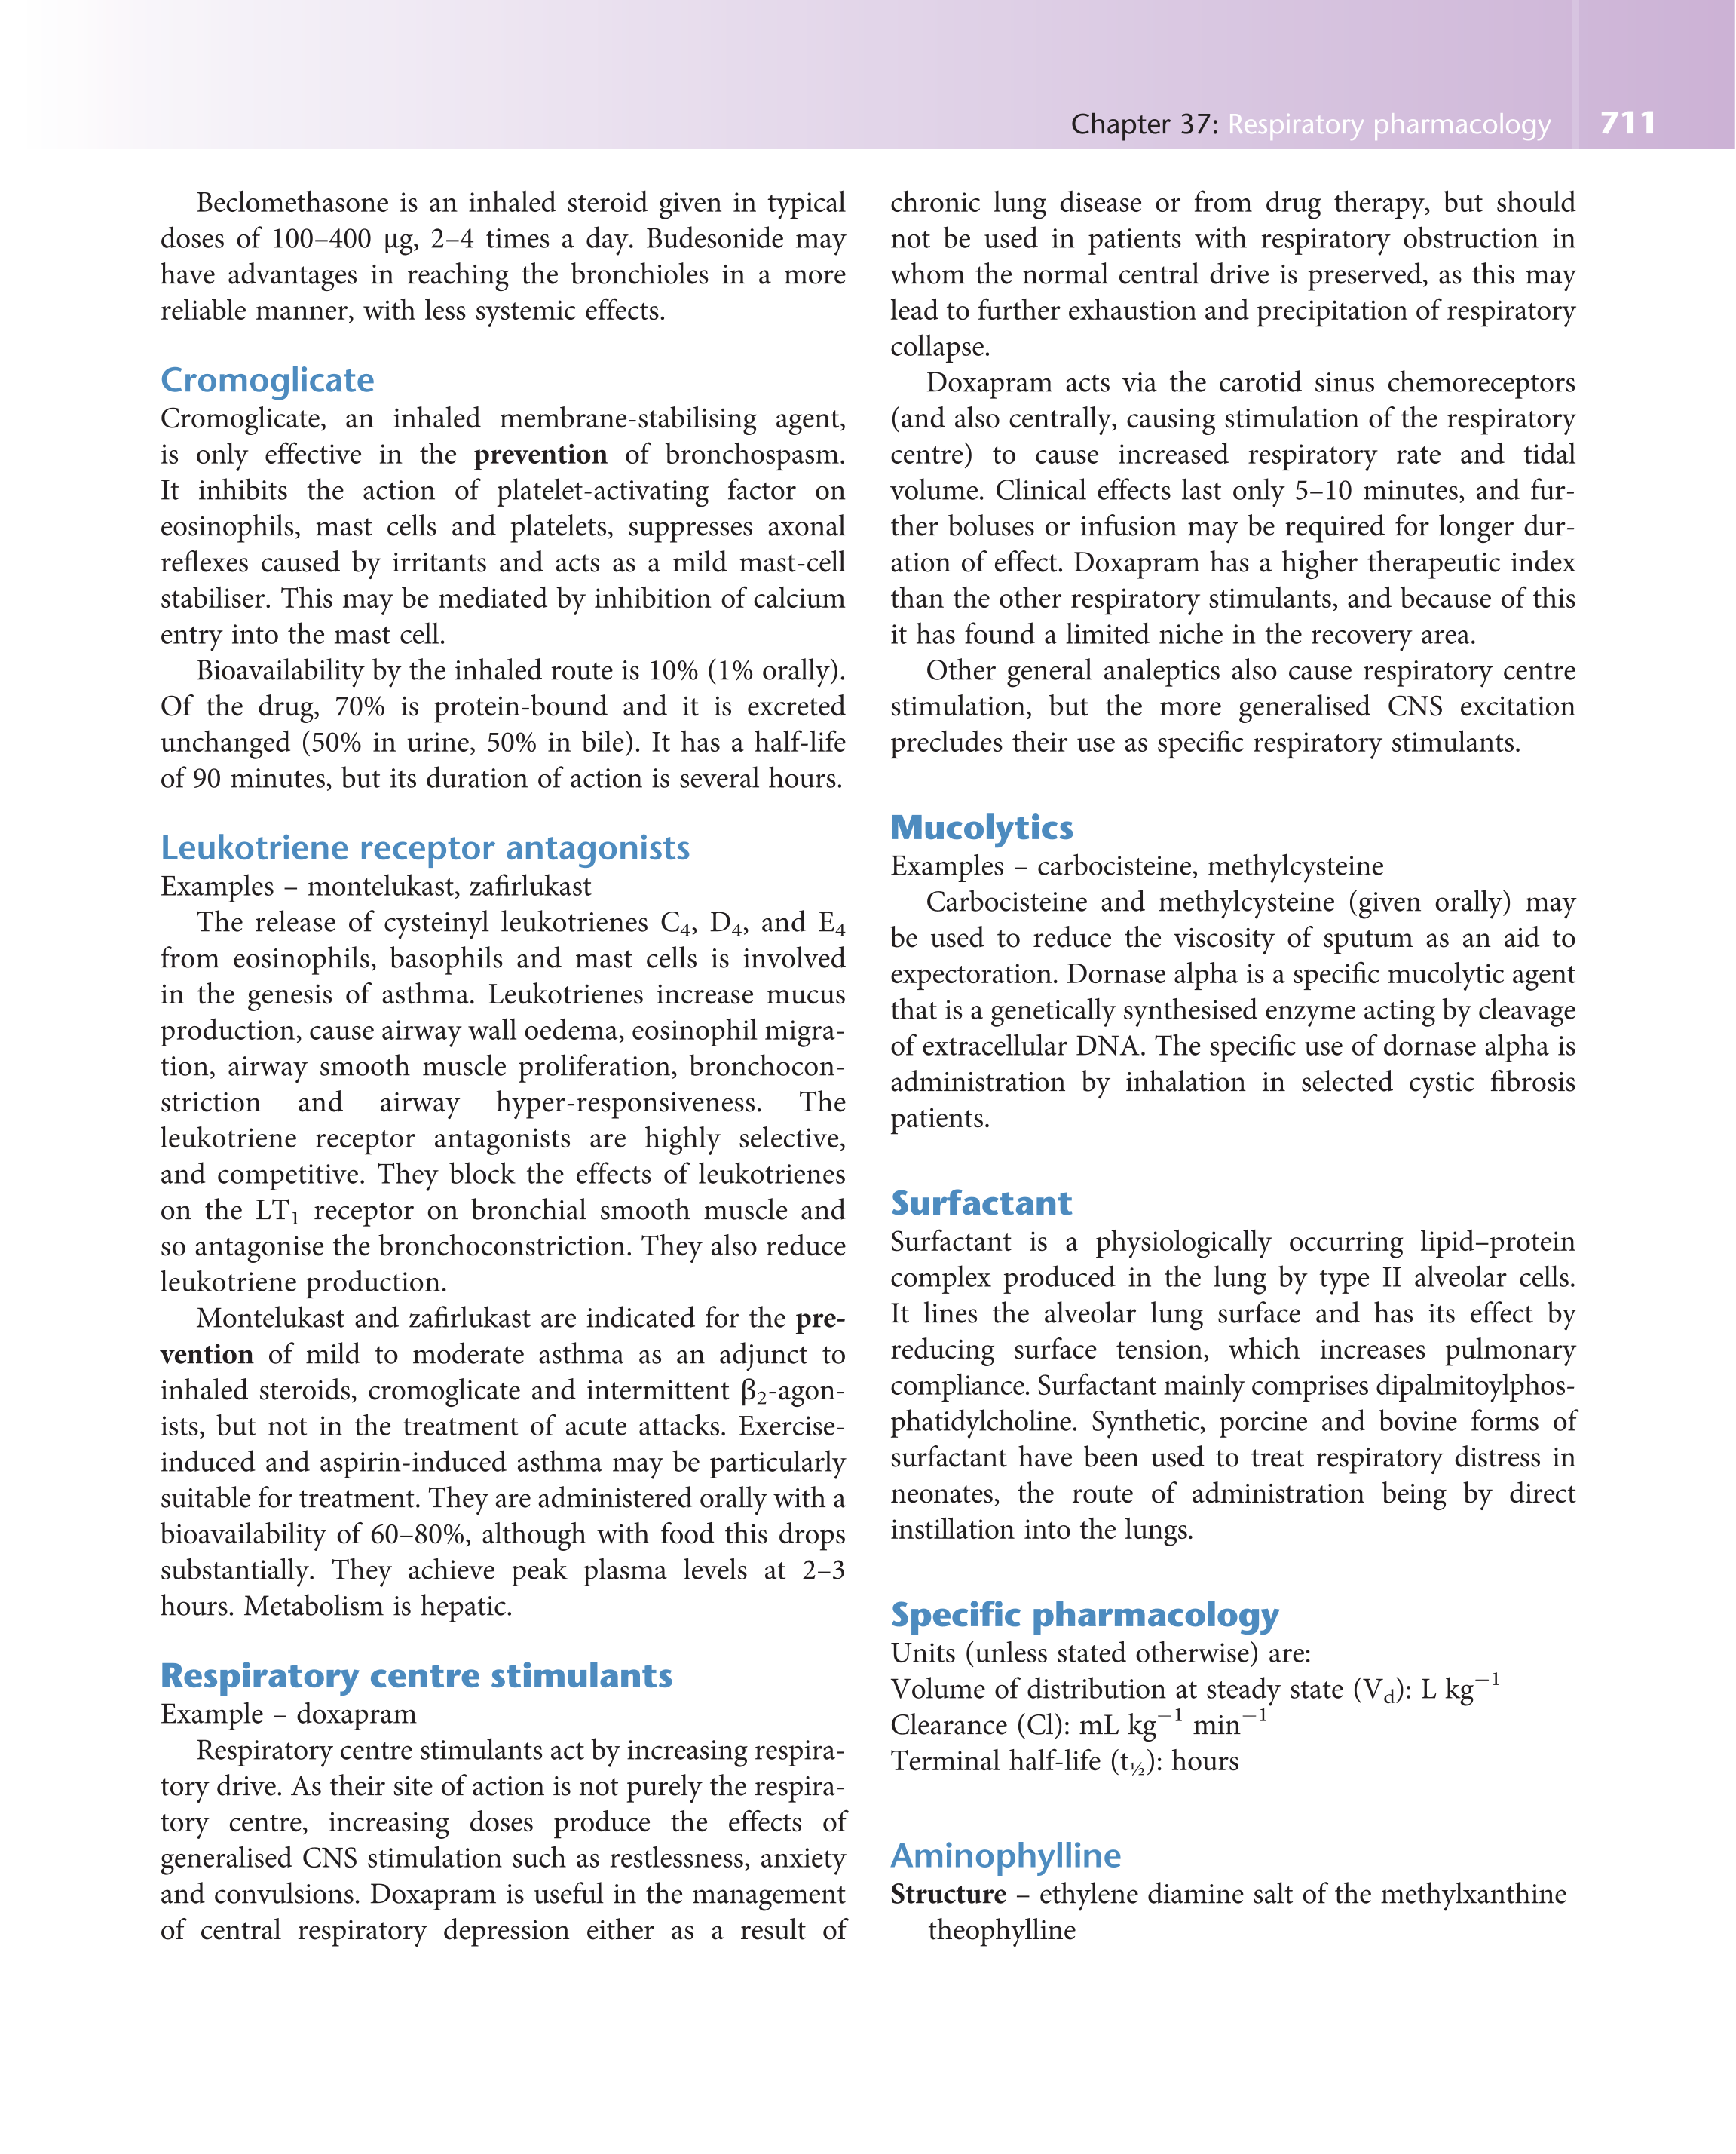 Chapter 37: Respiratory pharmacology 711
Beclomethasone is an inhaled steroid given in typical
doses of 100–400 μg, 2–4 times a day. Budesonide may
have advantages in reaching the bronchioles in a more
reliable manner, with less systemic effects.
Cromoglicate
Cromoglicate, an inhaled membrane-stabilising agent,
is only effective in the prevention of bronchospasm.
It inhibits the action of platelet-activating factor on
eosinophils, mast cells and platelets, suppresses axonal
reflexes caused by irritants and acts as a mild mast-cell
stabiliser. This may be mediated by inhibition of calcium
entry into the mast cell.
Bioavailability by the inhaled route is 10% (1% orally).
Of the drug, 70% is protein-bound and it is excreted
unchanged (50% in urine, 50% in bile). It has a half-life
of 90 minutes, but its duration of action is several hours.
Leukotriene receptor antagonists
Examples – montelukast, zafirlukast
The release of cysteinyl leukotrienes C₄, D₄, and E₄
from eosinophils, basophils and mast cells is involved
in the genesis of asthma. Leukotrienes increase mucus
production, cause airway wall oedema, eosinophil migra-
tion, airway smooth muscle proliferation, bronchocon-
striction and airway hyper-responsiveness. The
leukotriene receptor antagonists are highly selective,
and competitive. They block the effects of leukotrienes
on the LT₁ receptor on bronchial smooth muscle and
so antagonise the bronchoconstriction. They also reduce
leukotriene production.
Montelukast and zafirlukast are indicated for the pre-
vention of mild to moderate asthma as an adjunct to
inhaled steroids, cromoglicate and intermittent β₂-agon-
ists, but not in the treatment of acute attacks. Exercise-
induced and aspirin-induced asthma may be particularly
suitable for treatment. They are administered orally with a
bioavailability of 60–80%, although with food this drops
substantially. They achieve peak plasma levels at 2–3
hours. Metabolism is hepatic.
Respiratory centre stimulants
Example – doxapram
Respiratory centre stimulants act by increasing respira-
tory drive. As their site of action is not purely the respira-
tory centre, increasing doses produce the effects of
generalised CNS stimulation such as restlessness, anxiety
and convulsions. Doxapram is useful in the management
of central respiratory depression either as a result of
chronic lung disease or from drug therapy, but should
not be used in patients with respiratory obstruction in
whom the normal central drive is preserved, as this may
lead to further exhaustion and precipitation of respiratory
collapse.
Doxapram acts via the carotid sinus chemoreceptors
(and also centrally, causing stimulation of the respiratory
centre) to cause increased respiratory rate and tidal
volume. Clinical effects last only 5–10 minutes, and fur-
ther boluses or infusion may be required for longer dur-
ation of effect. Doxapram has a higher therapeutic index
than the other respiratory stimulants, and because of this
it has found a limited niche in the recovery area.
Other general analeptics also cause respiratory centre
stimulation, but the more generalised CNS excitation
precludes their use as specific respiratory stimulants.
Mucolytics
Examples – carbocisteine, methylcysteine
Carbocisteine and methylcysteine (given orally) may
be used to reduce the viscosity of sputum as an aid to
expectoration. Dornase alpha is a specific mucolytic agent
that is a genetically synthesised enzyme acting by cleavage
of extracellular DNA. The specific use of dornase alpha is
administration by inhalation in selected cystic fibrosis
patients.
Surfactant
Surfactant is a physiologically occurring lipid–protein
complex produced in the lung by type II alveolar cells.
It lines the alveolar lung surface and has its effect by
reducing surface tension, which increases pulmonary
compliance. Surfactant mainly comprises dipalmitoylphos-
phatidylcholine. Synthetic, porcine and bovine forms of
surfactant have been used to treat respiratory distress in
neonates, the route of administration being by direct
instillation into the lungs.
Specific pharmacology
Units (unless stated otherwise) are:
Volume of distribution at steady state (V_d): L kg⁻¹
Clearance (Cl): mL kg⁻¹ min⁻¹
Terminal half-life (t½): hours
Aminophylline
Structure – ethylene diamine salt of the methylxanthine
theophylline